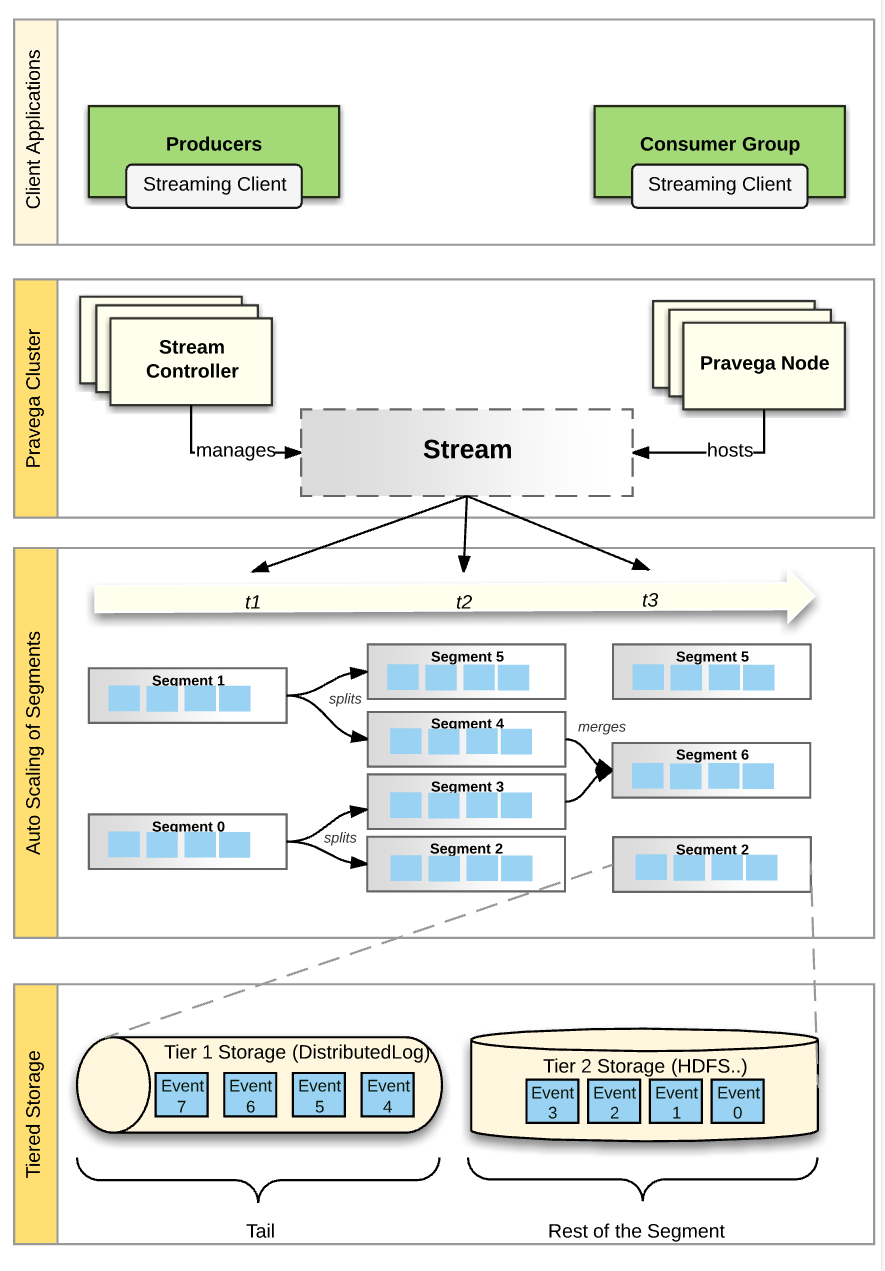 Client Applications
Producers
Streaming Client
Consumer Group
Streaming Client
Pravega Cluster
Stream
Controller
Pravega Node
manages
Stream
hosts
Auto Scaling of Segments
t1
t2
t3
Segment 1
splits
Segment 0
splits
Segment 5
Segment 4
Segment 3
Segment 2
merges
Segment 5
Segment 6
Segment 2
Tiered Storage
Tier 1 Storage (DistributedLog)
Event
7
Event
6
Event
5
Event
4
Tail
Tier 2 Storage (HDFS..)
Event
3
Event
2
Event
1
Event
0
Rest of the Segment